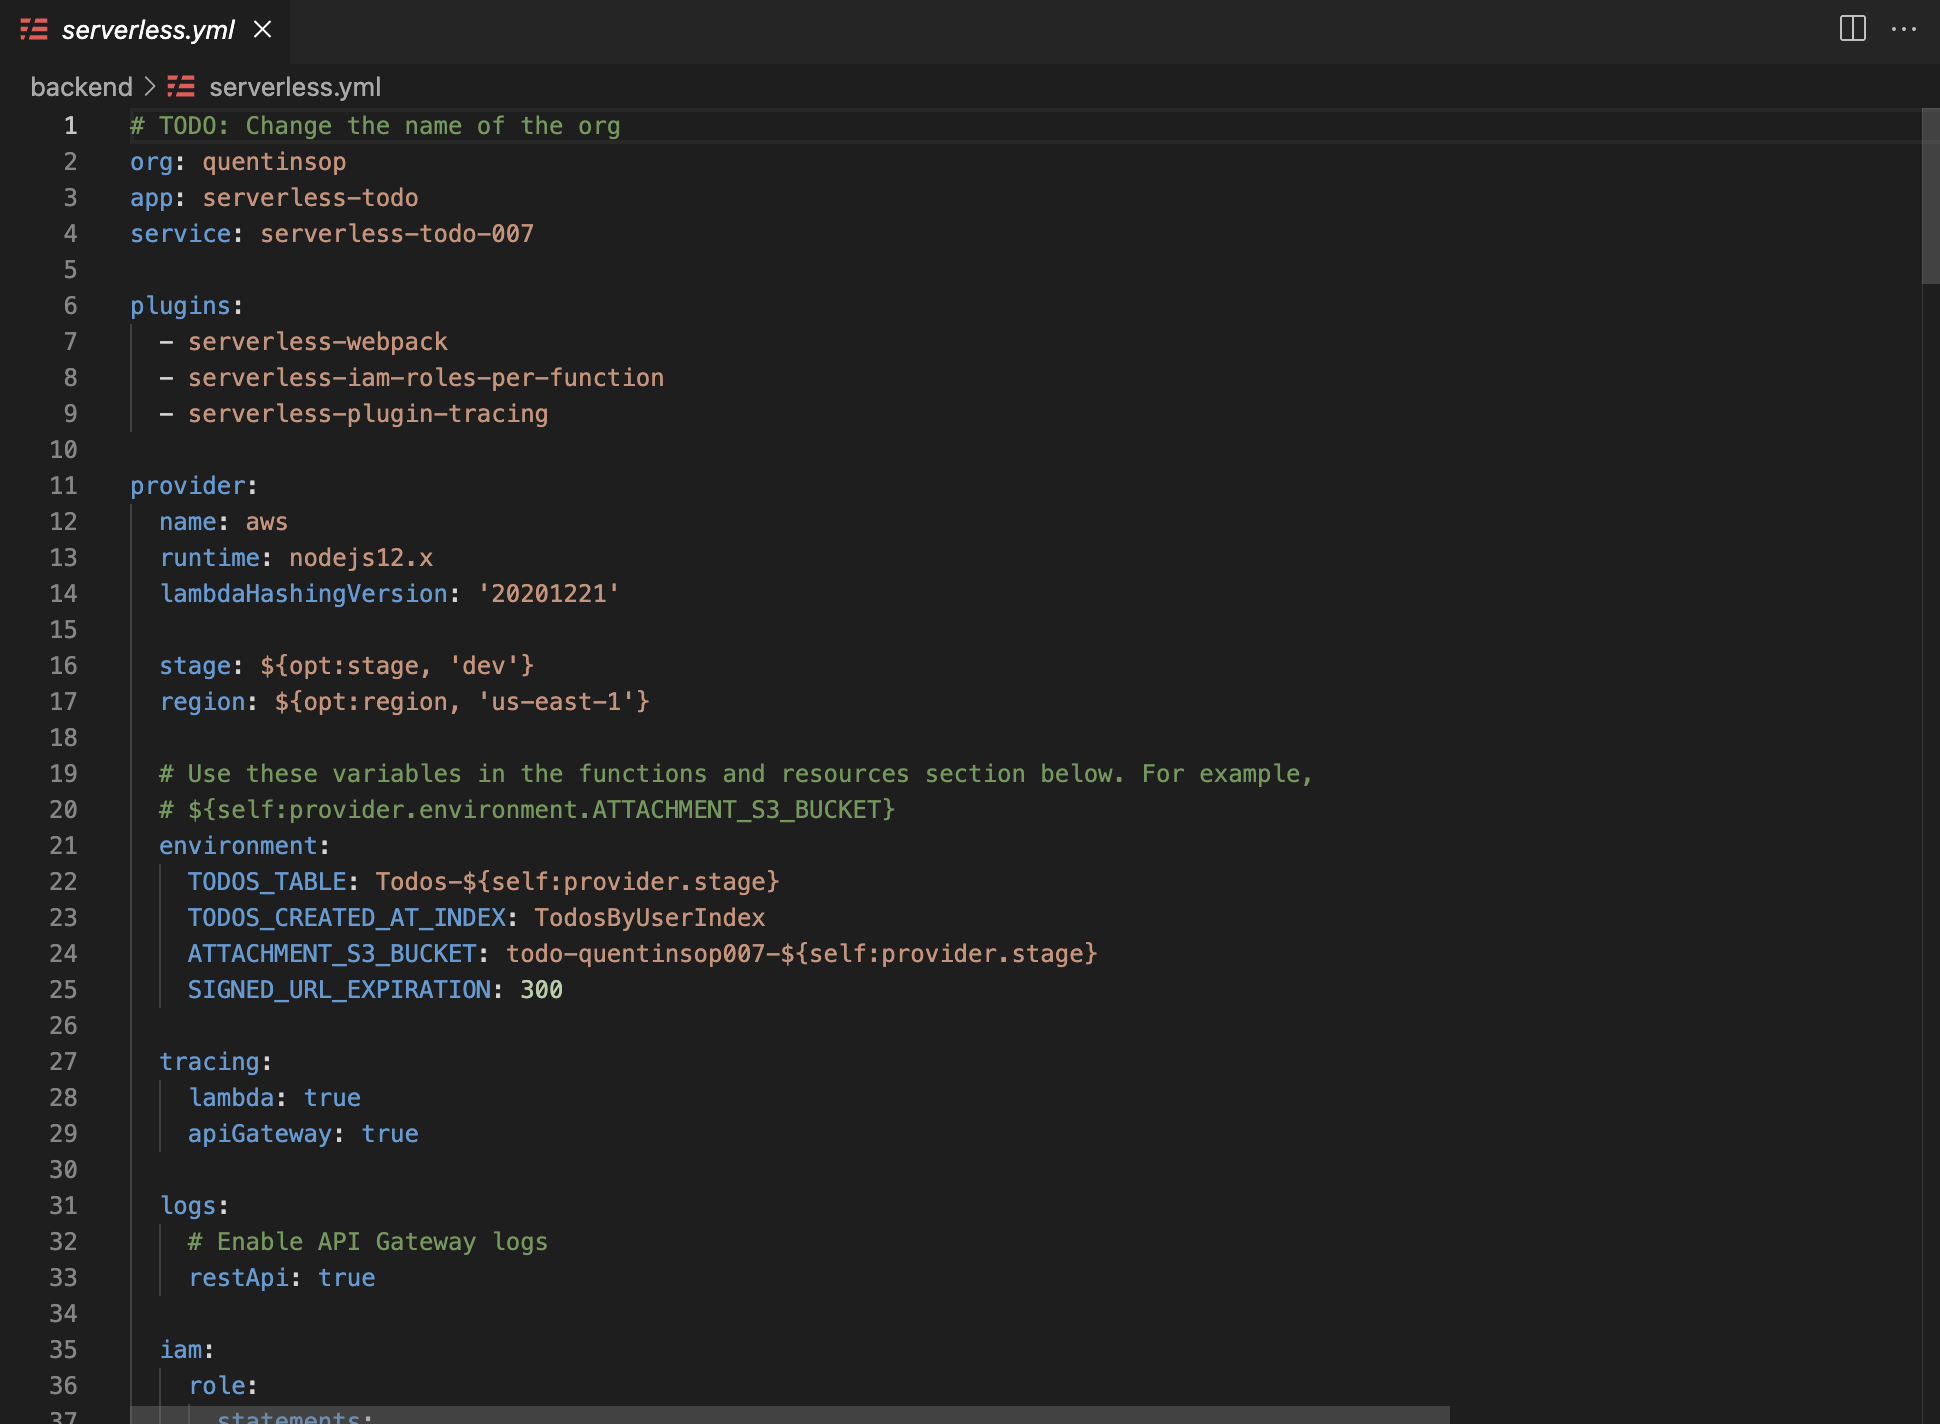 serverless.yml
backend > serverless.yml
1 # TODO: Change the name of the org
2 org: quentinsop
3 app: serverless-todo
4 service: serverless-todo-007
5
6 plugins:
7   - serverless-webpack
8   - serverless-iam-roles-per-function
9   - serverless-plugin-tracing
10
11 provider:
12   name: aws
13   runtime: nodejs12.x
14   lambdaHashingVersion: '20201221'
15
16   stage: ${opt:stage, 'dev'}
17   region: ${opt:region, 'us-east-1'}
18
19   # Use these variables in the functions and resources section below. For example,
20   # ${self:provider.environment.ATTACHMENT_S3_BUCKET}
21   environment:
22     TODOS_TABLE: Todos-${self:provider.stage}
23     TODOS_CREATED_AT_INDEX: TodosByUserIndex
24     ATTACHMENT_S3_BUCKET: todo-quentinsop007-${self:provider.stage}
25     SIGNED_URL_EXPIRATION: 300
26
27   tracing:
28     lambda: true
29     apiGateway: true
30
31   logs:
32     # Enable API Gateway logs
33     restApi: true
34
35   iam:
36     role:
37       statements: